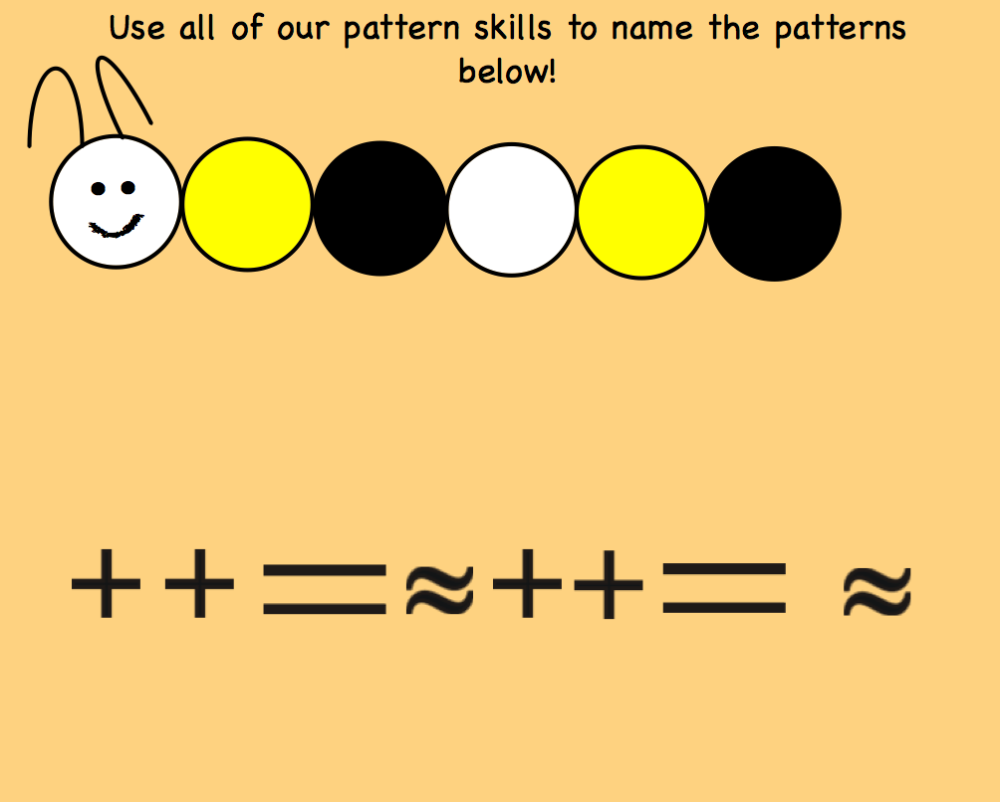 Use all of our pattern skills to name the patterns
below!
+ + = ≈ + + = ≈